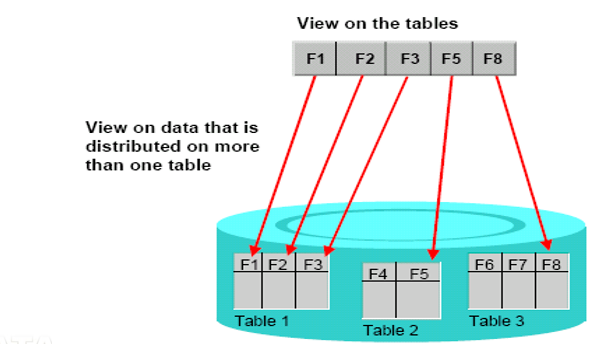 View on the tables
F1 F2 F3 F5 F8
View on data that is
distributed on more
than one table
F1 F2 F3
F4 F5
F6 F7 F8
Table 1
Table 2
Table 3